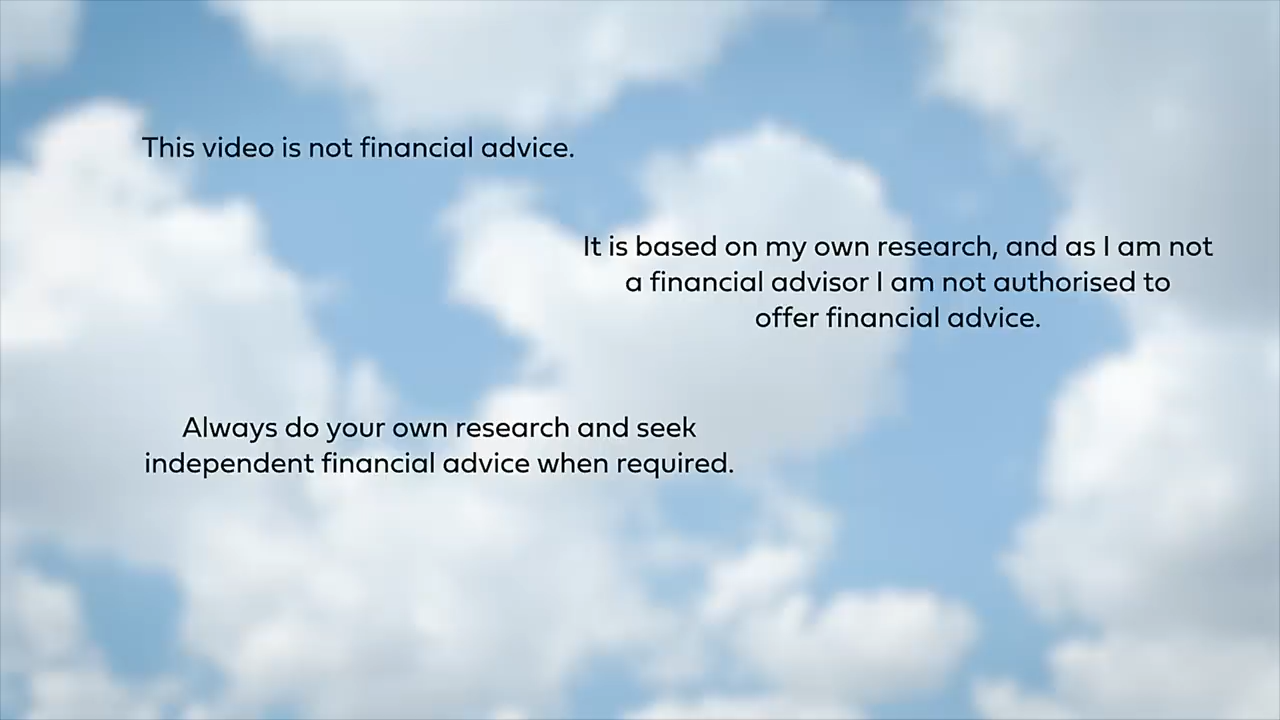 This video is not financial advice.
It is based on my own research, and as I am not
a financial advisor I am not authorised to
offer financial advice.
Always do your own research and seek
independent financial advice when required.